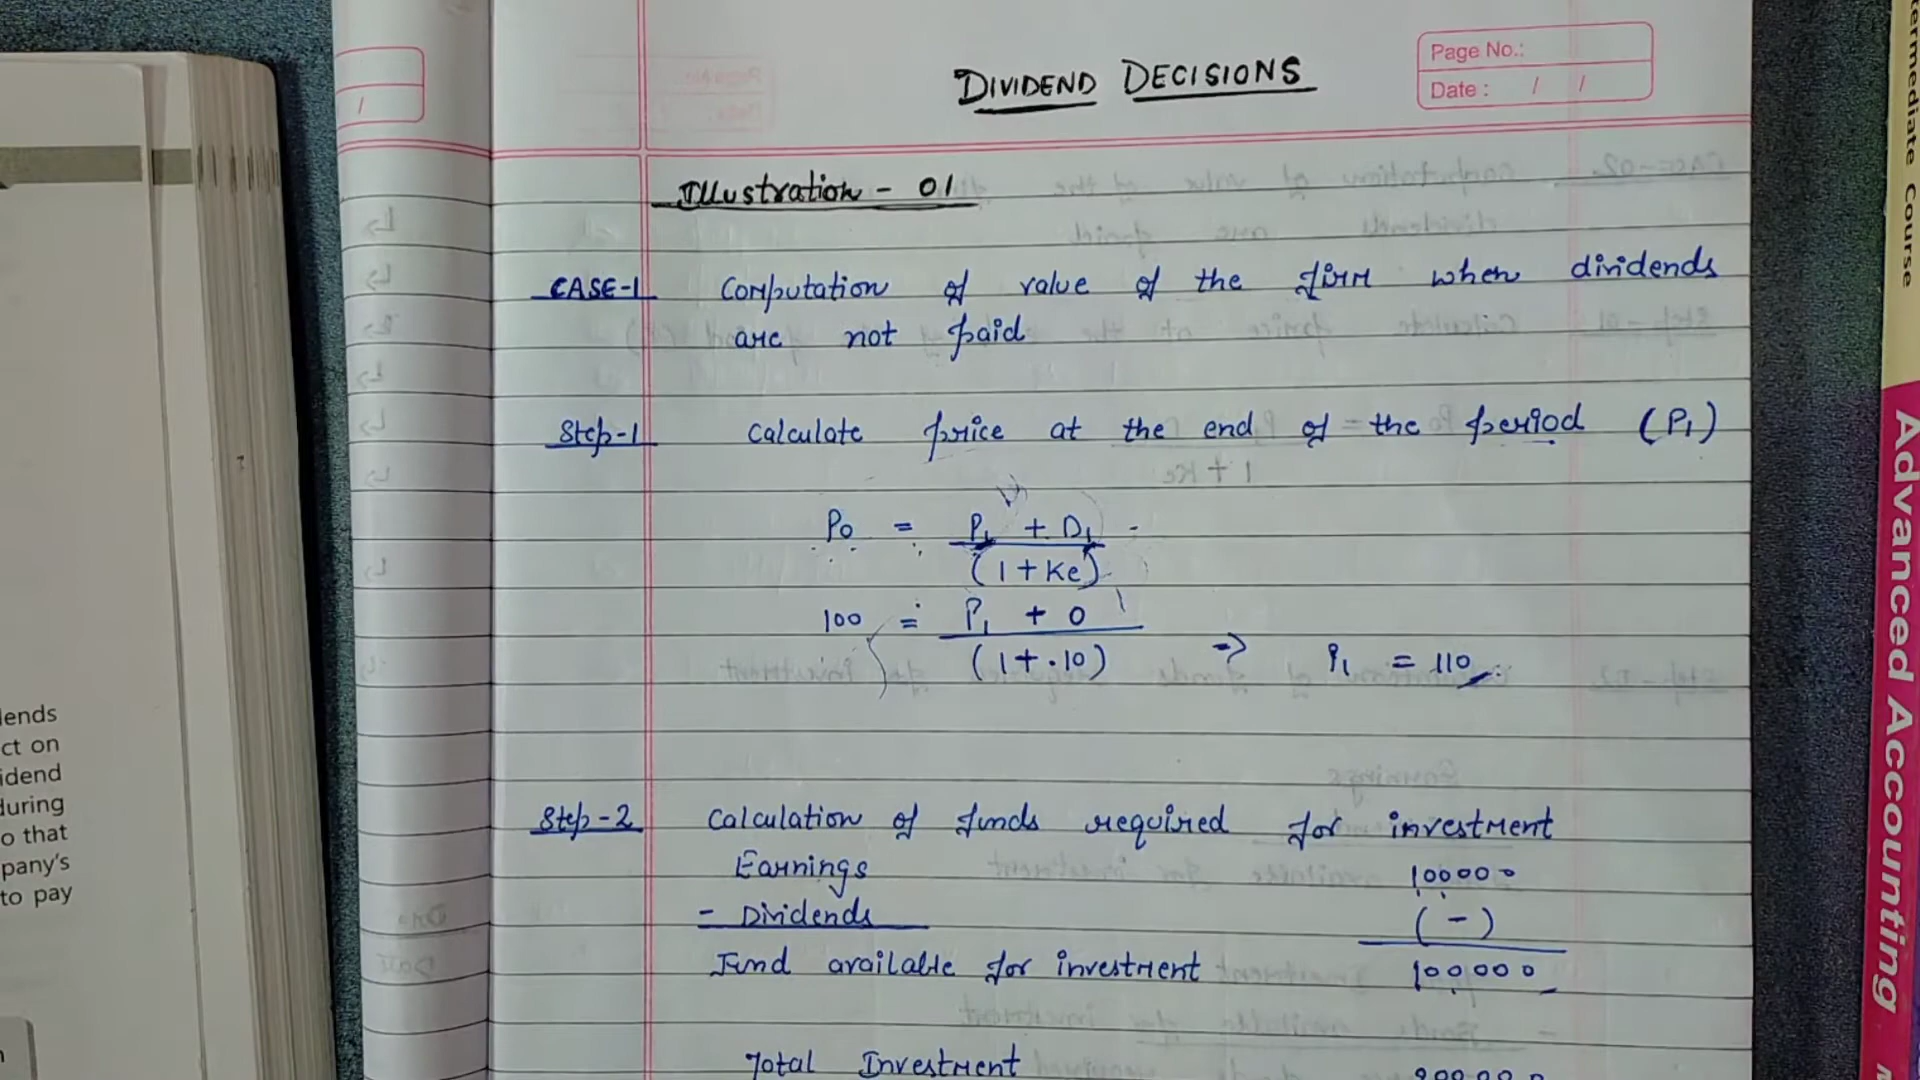 DIVIDEND DECISIONS
Page No.:
Date : / /
Illustration - 01
CASE-1 Computation of value of the firm when dividends
are not paid
Step-1 Calculate price at the end of the period (P₁)
P₀ = P₁ + D₁
(1+Ke)
100 = P₁ + 0
(1+.10) ⇒ P₁ = 110
Step-2 Calculation of funds required for investment
Earnings 100000
- Dividends (-)
Fund available for investment 100000
Total Investment
lends
ct on
idend
during
o that
pany's
to pay
termediate Course
Advanced Accounting